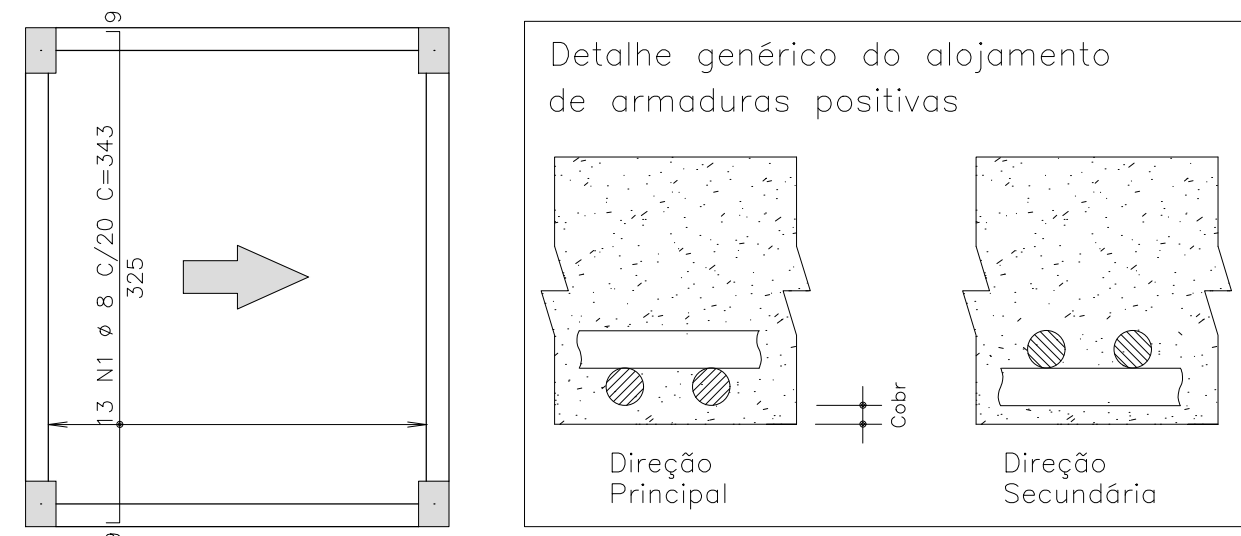 9
13 N1 ø 8 C/20 C=343
325
9
Detalhe genérico do alojamento
de armaduras positivas
Cobr
Direção
Principal
Direção
Secundária